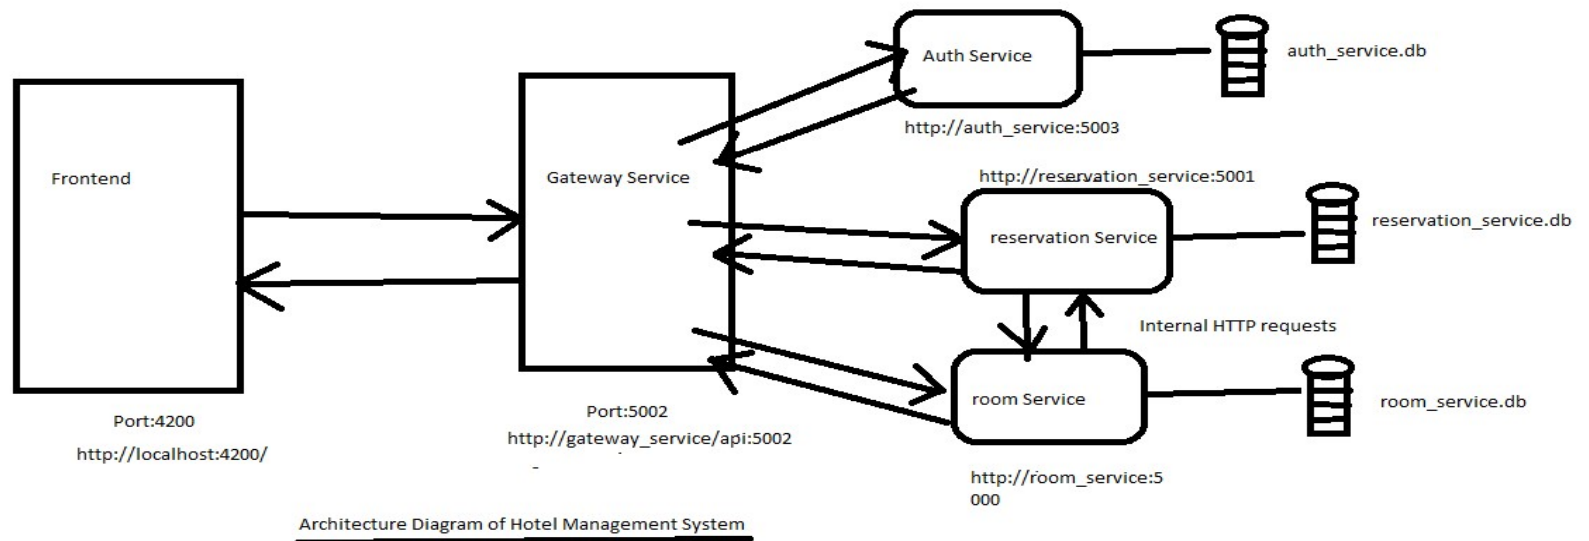 Auth Service
auth_service.db
http://auth_service:5003
Frontend
Gateway Service
http://reservation_service:5001
reservation Service
reservation_service.db
Internal HTTP requests
room Service
room_service.db
Port:4200
http://localhost:4200/
Port:5002
http://gateway_service/api:5002
http://room_service:5
000
Architecture Diagram of Hotel Management System